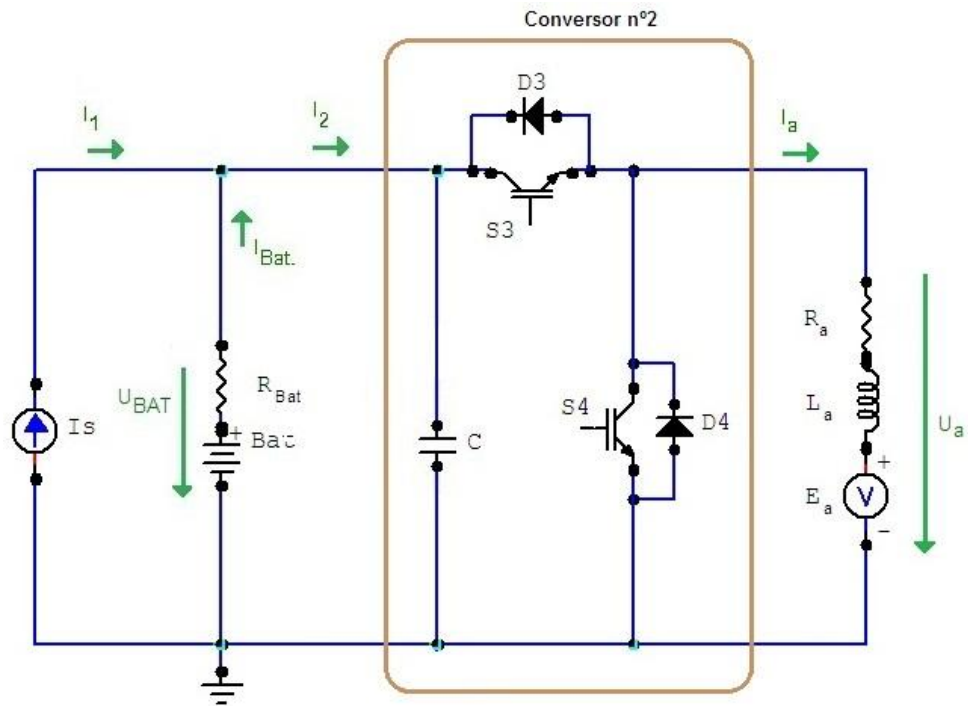 Conversor nº2
D3
I1
I2
Ia
S3
IBat.
Ra
RBat
UBAT
S4
La
Is
+
Bat
C
D4
Ua
+
Ea
V
-